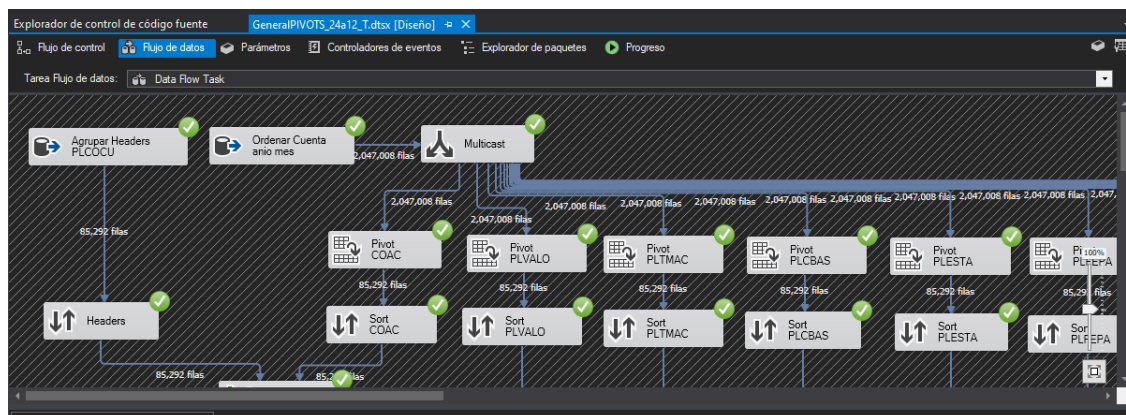 Explorador de control de código fuente
GeneralPIVOTS_24a12_T.dtsx [Diseño]
Flujo de control
Flujo de datos
Parámetros
Controladores de eventos
Explorador de paquetes
Progreso
Tarea Flujo de datos:
Data Flow Task
Agrupar Headers
PLCOCU
Ordenar Cuenta
anio mes
2,047,008 filas
Multicast
2,047,008 filas
2,047,008 filas
2,047,008 filas
2,047,008 filas
2,047,008 filas
2,047,008 filas
2,047,008 filas
2,047,008 filas
2,047,
85,292 filas
Pivot
COAC
Pivot
PLVALO
Pivot
PLTMAC
Pivot
PLCBAS
Pivot
PLESTA
100%
PLFEPA
85,292 filas
85,292 filas
85,292 filas
85,292 filas
85,292 filas
85,292 filas
Headers
Sort
COAC
Sort
PLVALO
Sort
PLTMAC
Sort
PLCBAS
Sort
PLESTA
Sort
PLFEPA
85,292 filas